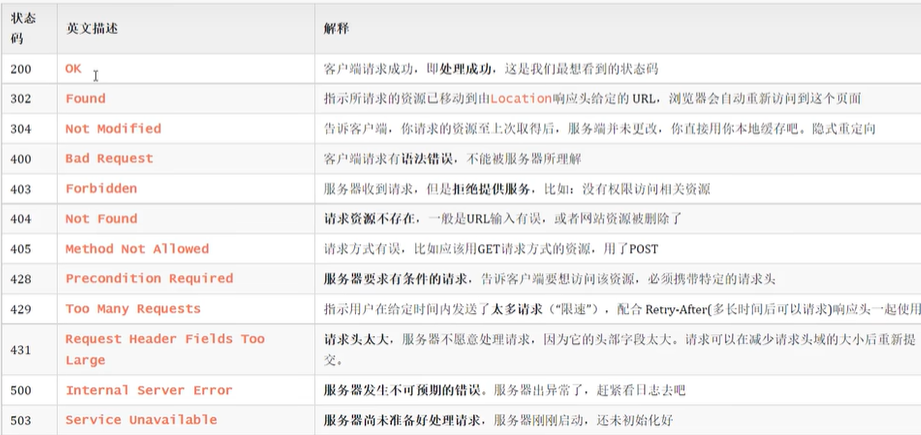 状态码 英文描述 解释
200 OK 客户端请求成功，即处理成功，这是我们最想看到的状态码
302 Found 指示所请求的资源已移动到由Location响应头给定的 URL，浏览器会自动重新访问到这个页面
304 Not Modified 告诉客户端，你请求的资源至上次取得后，服务端并未更改，你直接用你本地缓存吧。隐式重定向
400 Bad Request 客户端请求有语法错误，不能被服务器所理解
403 Forbidden 服务器收到请求，但是拒绝提供服务，比如：没有权限访问相关资源
404 Not Found 请求资源不存在，一般是URL输入有误，或者网站资源被删除了
405 Method Not Allowed 请求方式有误，比如应该用GET请求方式的资源，用了POST
428 Precondition Required 服务器要求有条件的请求，告诉客户端要想访问该资源，必须携带特定的请求头
429 Too Many Requests 指示用户在给定时间内发送了太多请求（“限速”），配合 Retry-After(多长时间后可以请求)响应头一起使用
431 Request Header Fields Too Large 请求头太大，服务器不愿意处理请求，因为它的头部字段太大。请求可以在减少请求头域的大小后重新提
交。
500 Internal Server Error 服务器发生不可预期的错误。服务器出异常了，赶紧看日志去吧
503 Service Unavailable 服务器尚未准备好处理请求，服务器刚刚启动，还未初始化好